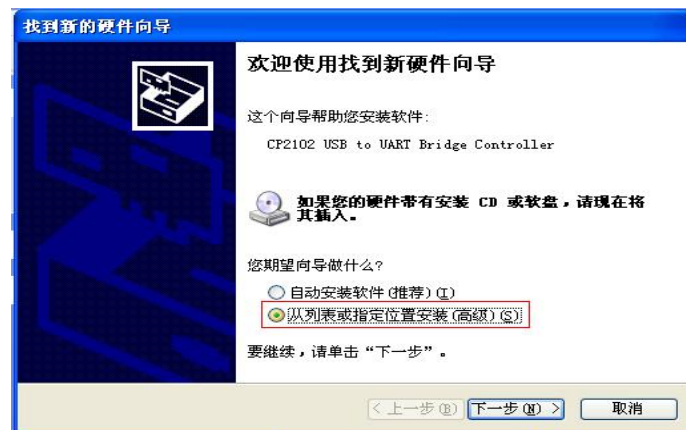 找到新的硬件向导
欢迎使用找到新硬件向导
这个向导帮助您安装软件:
CP2102 USB to UART Bridge Controller
如果您的硬件带有安装 CD 或软盘，请现在将
其插入。
您期望向导做什么?
自动安装软件(推荐)(I)
从列表或指定位置安装(高级)(S)
要继续，请单击“下一步”。
< 上一步(B) 下一步(N) > 取消